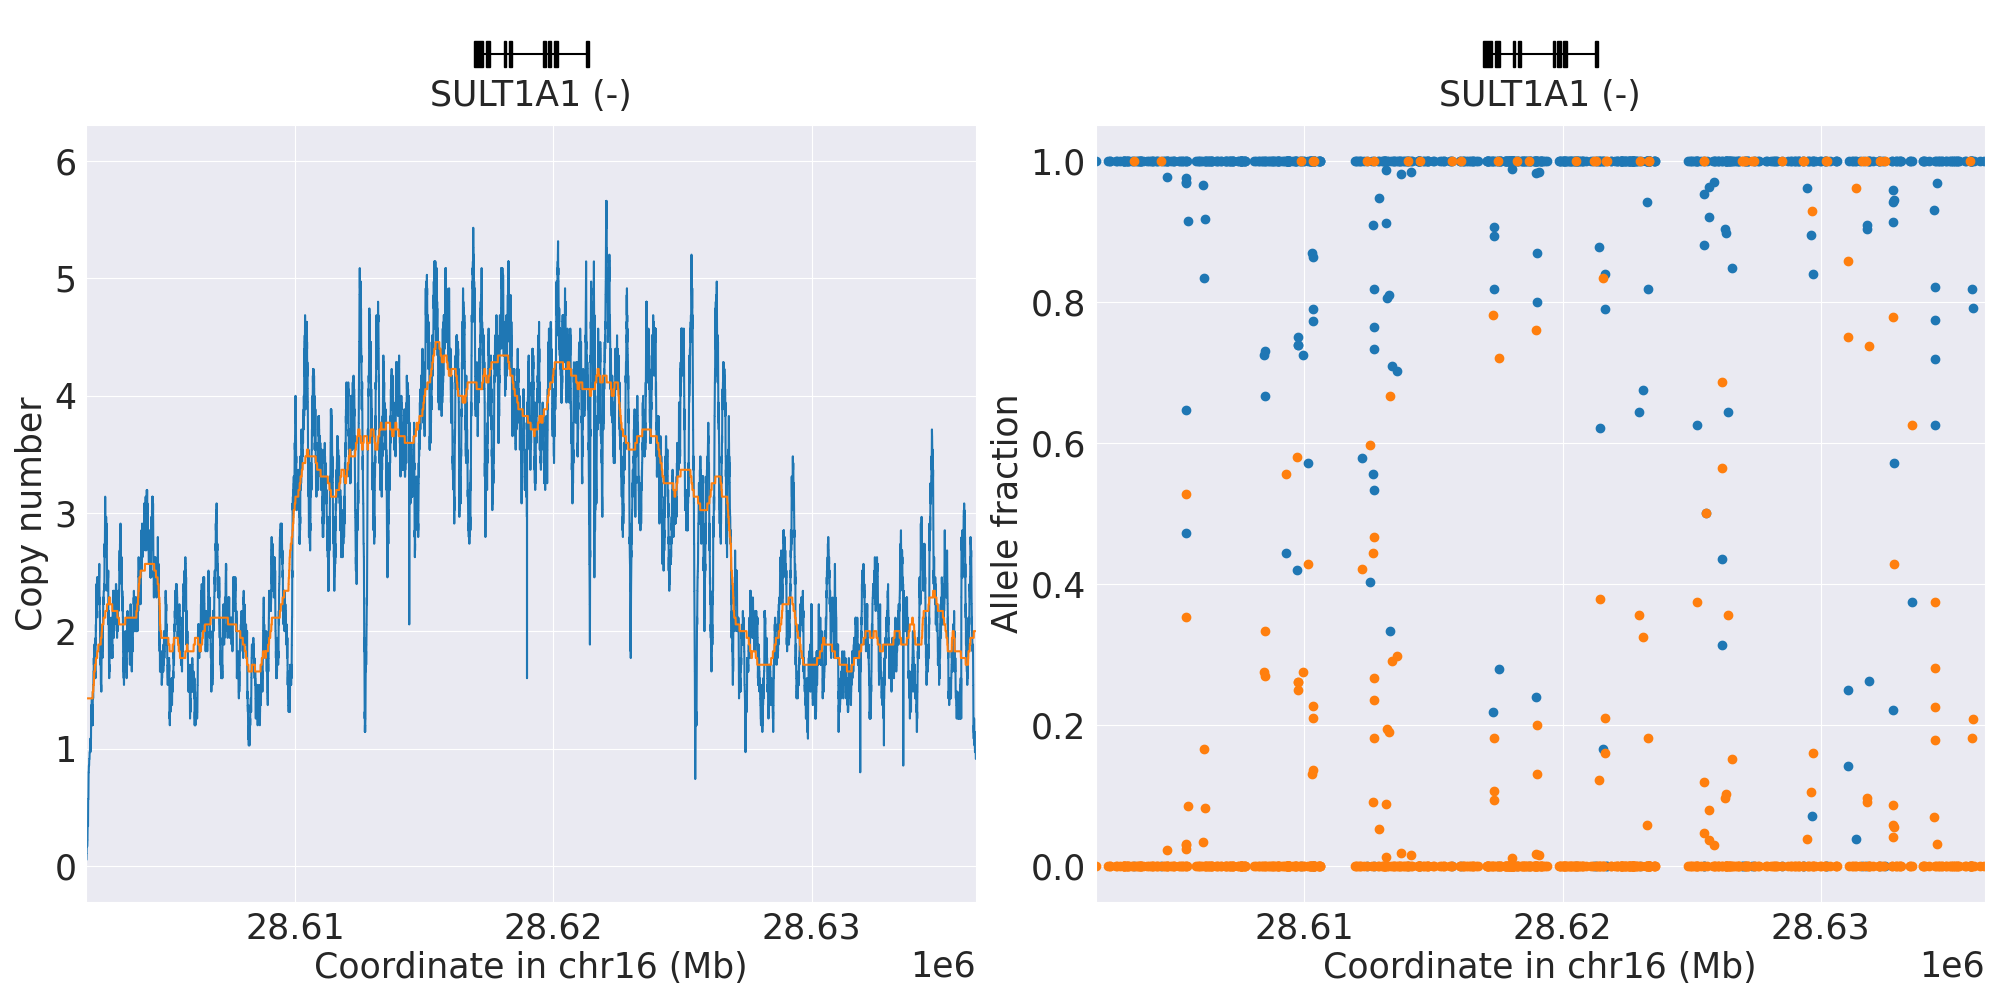 SULT1A1 (-)
SULT1A1 (-)
6
5
4
3
2
1
0
Copy number
28.61
28.62
28.63
Coordinate in chr16 (Mb)
1e6
1.0
0.8
0.6
0.4
0.2
0.0
Allele fraction
28.61
28.62
28.63
Coordinate in chr16 (Mb)
1e6